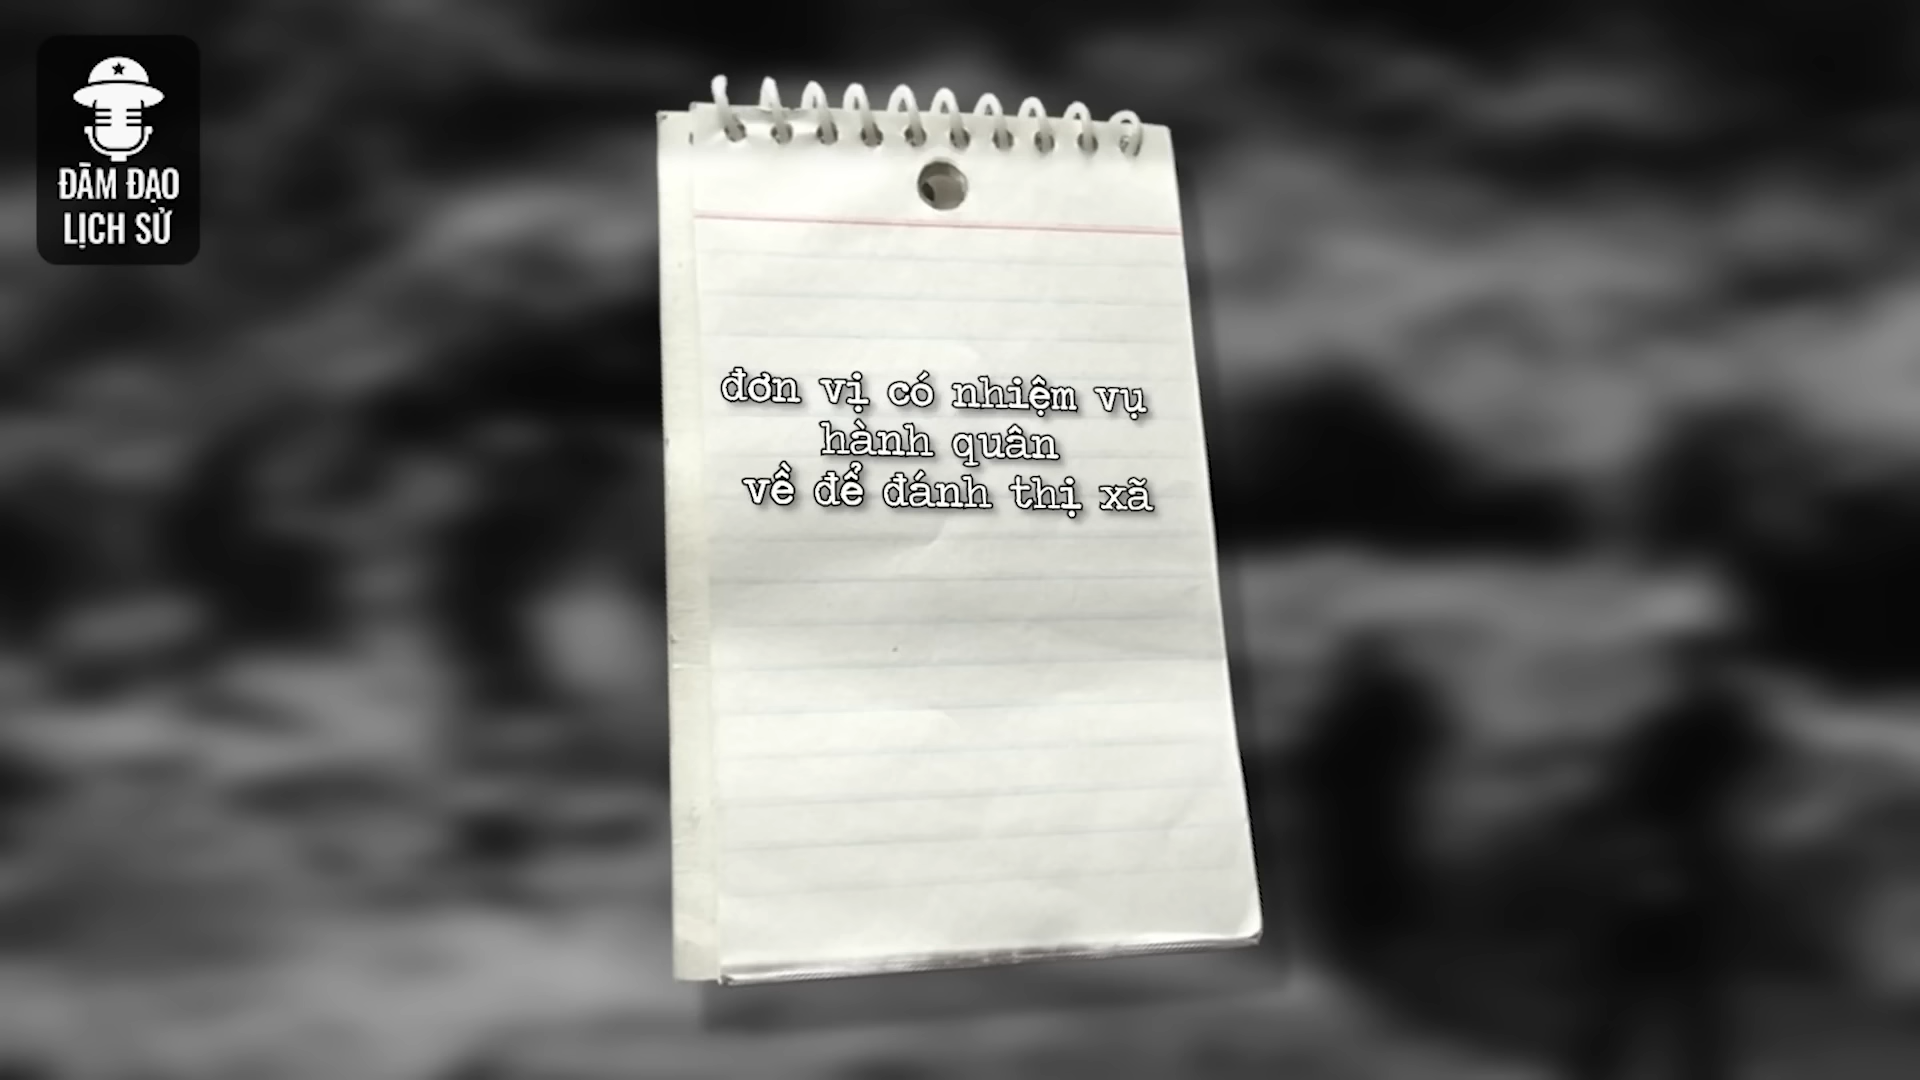 ĐÀM ĐẠO
LỊCH SỬ
đơn vị có nhiệm vụ
hành quân
về để đánh thị xã